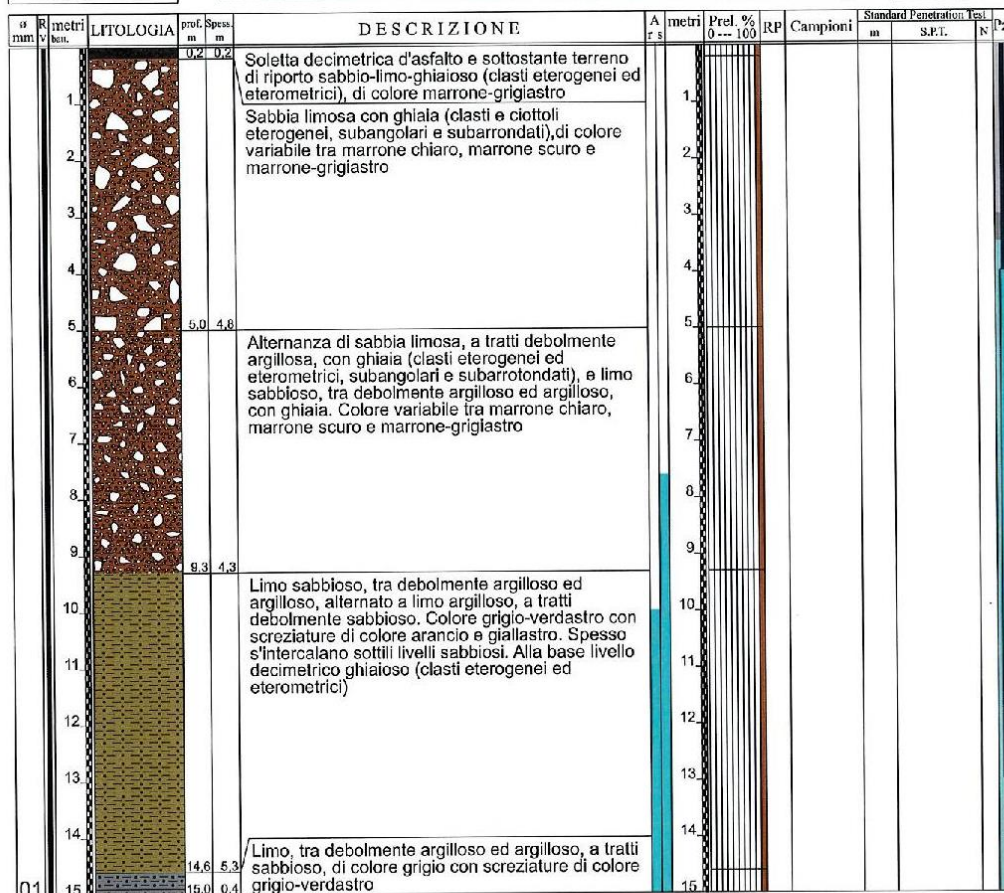 ø mm
R v
metri batt.
LITOLOGIA
prof. m
Spess. m
DESCRIZIONE
A r s
metri
Prel. % 0 --- 100
RP
Campioni
Standard Penetration Test
m
S.P.T.
N
Pz
0,2 0,2
Soletta decimetrica d'asfalto e sottostante terreno
di riporto sabbio-limo-ghiaioso (clasti eterogenei ed
eterometrici), di colore marrone-grigiastro
1
1
Sabbia limosa con ghiaia (clasti e ciottoli
eterogenei, subangolari e subarrondati),di colore
variabile tra marrone chiaro, marrone scuro e
marrone-grigiastro
2
2
3
3
4
4
5
5,0 4,8
5
Alternanza di sabbia limosa, a tratti debolmente
argillosa, con ghiaia (clasti eterogenei ed
eterometrici, subangolari e subarrotondati), e limo
sabbioso, tra debolmente argilloso ed argilloso,
con ghiaia. Colore variabile tra marrone chiaro,
marrone scuro e marrone-grigiastro
6
6
7
7
8
8
9
9
9,3 4,3
Limo sabbioso, tra debolmente argilloso ed
argilloso, alternato a limo argilloso, a tratti
debolmente sabbioso. Colore grigio-verdastro con
screziature di colore arancio e giallastro. Spesso
s'intercalano sottili livelli sabbiosi. Alla base livello
decimetrico ghiaioso (clasti eterogenei ed
eterometrici)
10
10
11
11
12
12
13
13
14
14
14,6 5,3
Limo, tra debolmente argilloso ed argilloso, a tratti
sabbioso, di colore grigio con screziature di colore
grigio-verdastro
101
15
15,0 0,4
15